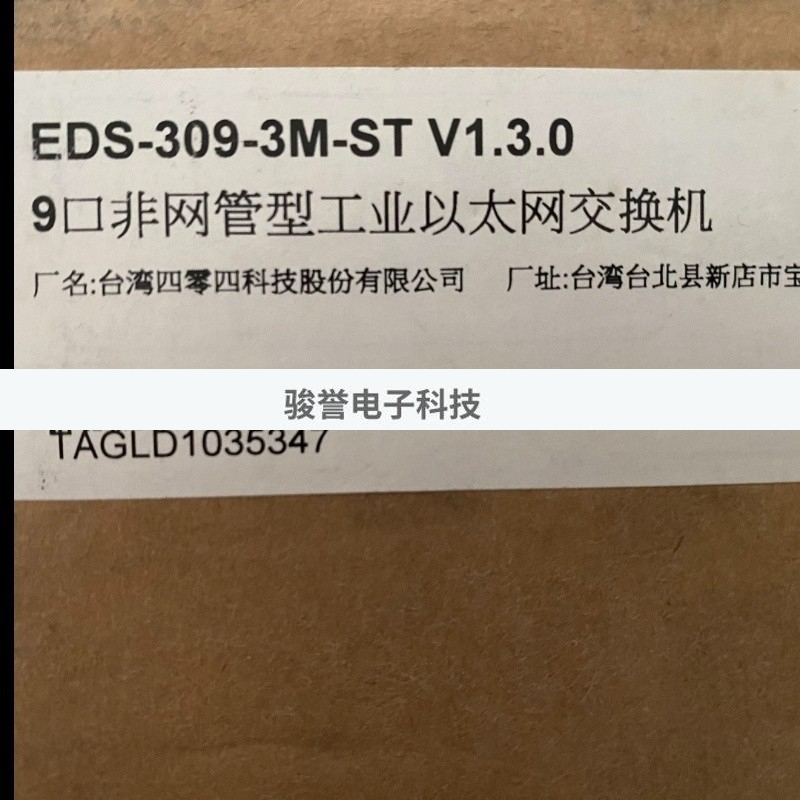 EDS-309-3M-ST V1.3.0
9口非网管型工业以太网交换机
厂名:台湾四零四科技股份有限公司 厂址:台湾台北县新店市宝
骏誉电子科技
TAGLD1035347